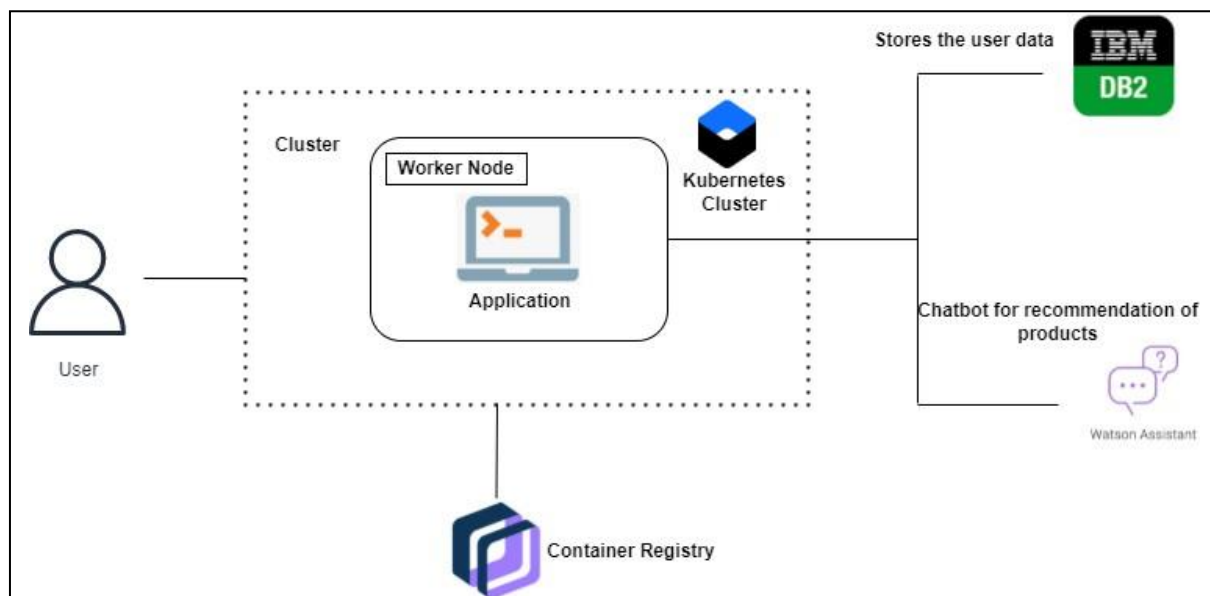 Stores the user data
IBM
DB2
Cluster
Worker Node
Kubernetes
Cluster
Application
User
Chatbot for recommendation of
products
Watson Assistant
Container Registry